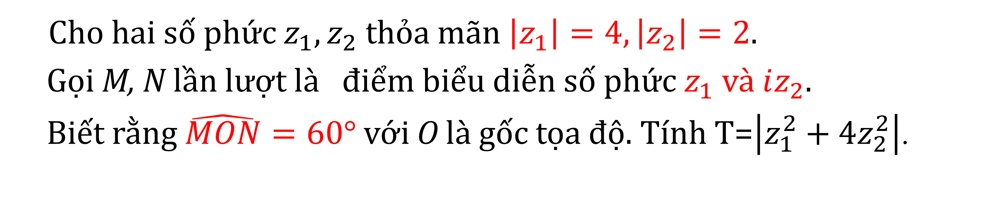 Cho hai số phức $z_1, z_2$ thỏa mãn $|z_1| = 4, |z_2| = 2$.
Gọi M, N lần lượt là điểm biểu diễn số phức $z_1$ và $iz_2$.
Biết rằng $\widehat{MON} = 60°$ với O là gốc tọa độ. Tính T=$|z_1^2 + 4z_2^2|$.